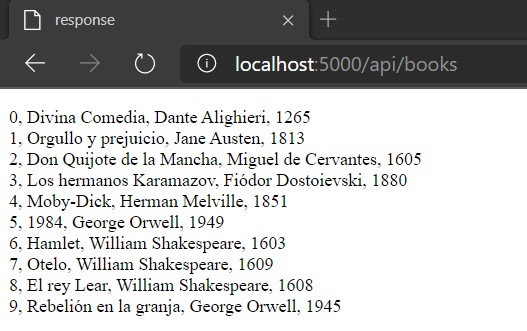 response
localhost:5000/api/books
0, Divina Comedia, Dante Alighieri, 1265
1, Orgullo y prejuicio, Jane Austen, 1813
2, Don Quijote de la Mancha, Miguel de Cervantes, 1605
3, Los hermanos Karamazov, Fiódor Dostoievski, 1880
4, Moby-Dick, Herman Melville, 1851
5, 1984, George Orwell, 1949
6, Hamlet, William Shakespeare, 1603
7, Otelo, William Shakespeare, 1609
8, El rey Lear, William Shakespeare, 1608
9, Rebelión en la granja, George Orwell, 1945